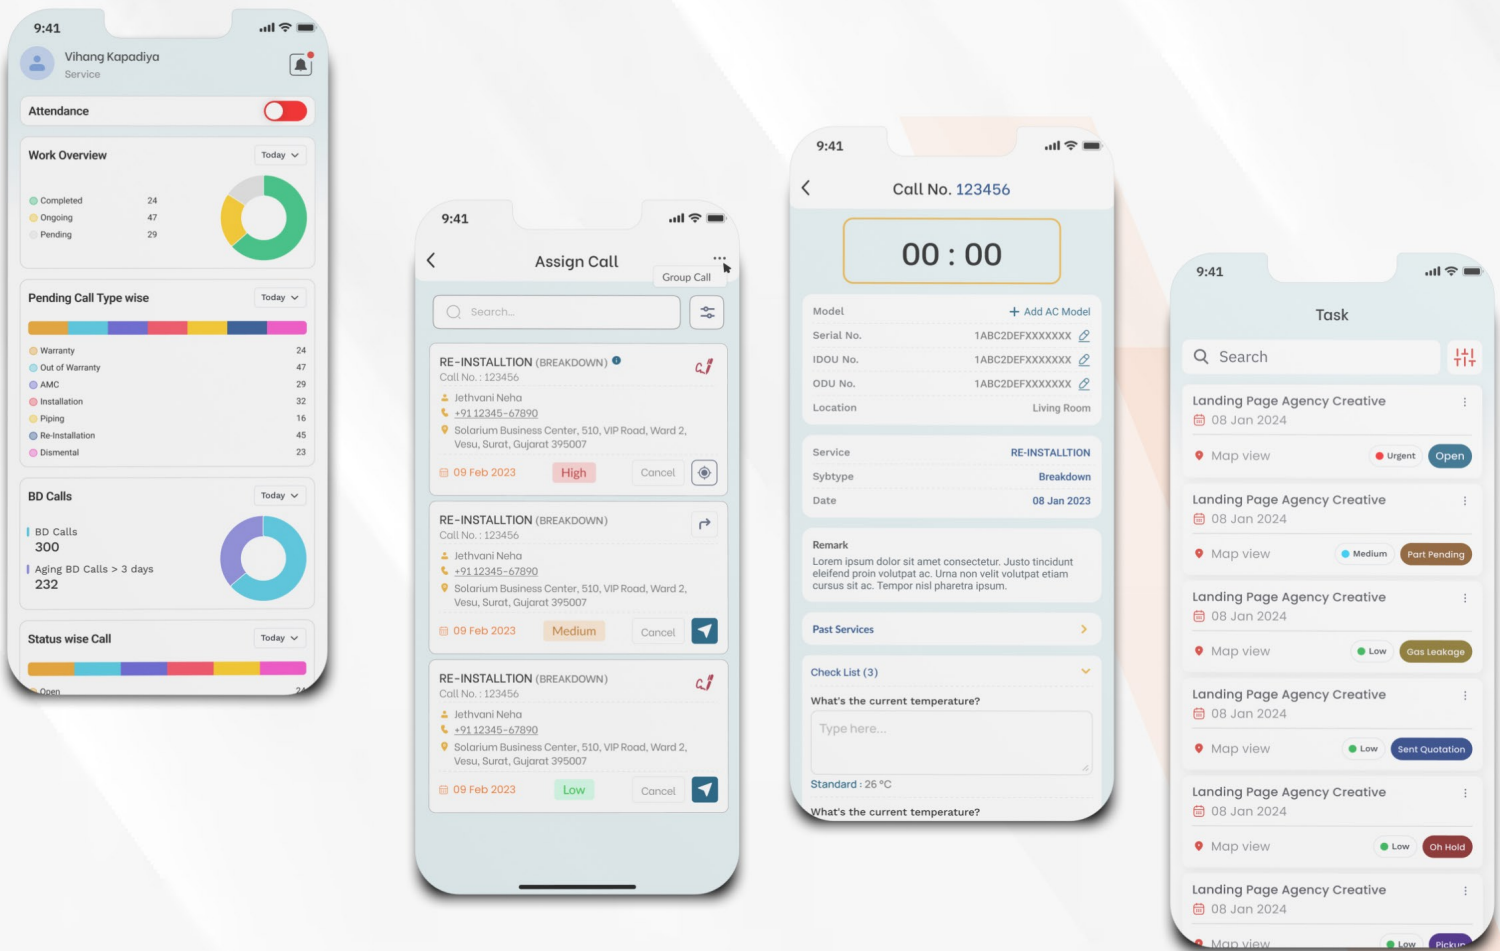 9:41
Vihang Kapadiya
Service
Attendance
Work Overview
Today
Completed 24
Ongoing 47
Pending 29
Pending Call Type wise
Today
Warranty 24
Out of Warranty 47
AMC 29
Installation 32
Piping 16
Re-Installation 45
Dismental 23
BD Calls
Today
BD Calls
300
Aging BD Calls > 3 days
232
Status wise Call
Today
Open 24
9:41
Assign Call
Group Call
Search...
RE-INSTALLTION (BREAKDOWN)
Call No. : 123456
Jethvani Neha
+91 12345-67890
Solarium Business Center, 510, VIP Road, Ward 2,
Vesu, Surat, Gujarat 395007
09 Feb 2023 High Cancel
RE-INSTALLTION (BREAKDOWN)
Call No. : 123456
Jethvani Neha
+91 12345-67890
Solarium Business Center, 510, VIP Road, Ward 2,
Vesu, Surat, Gujarat 395007
09 Feb 2023 Medium Cancel
RE-INSTALLTION (BREAKDOWN)
Call No. : 123456
Jethvani Neha
+91 12345-67890
Solarium Business Center, 510, VIP Road, Ward 2,
Vesu, Surat, Gujarat 395007
09 Feb 2023 Low Cancel
9:41
Call No. 123456
00 : 00
Model + Add AC Model
Serial No. 1ABC2DEFXXXXXXX
IDOU No. 1ABC2DEFXXXXXXX
ODU No. 1ABC2DEFXXXXXXX
Location Living Room
Service RE-INSTALLTION
Sybtype Breakdown
Date 08 Jan 2023
Remark
Lorem ipsum dolor sit amet consectetur. Justo tincidunt
eleifend proin volutpat ac. Urna non velit volutpat etiam
cursus sit ac. Tempor nisl pharetra ipsum.
Past Services
Check List (3)
What's the current temperature?
Type here...
Standard : 26 °C
What's the current temperature?
9:41
Task
Search
Landing Page Agency Creative
08 Jan 2024
Map view Urgent Open
Landing Page Agency Creative
08 Jan 2024
Map view Medium Part Pending
Landing Page Agency Creative
08 Jan 2024
Map view Low Gas Leakage
Landing Page Agency Creative
08 Jan 2024
Map view Low Sent Quotation
Landing Page Agency Creative
08 Jan 2024
Map view Low Oh Hold
Landing Page Agency Creative
08 Jan 2024
Map view Low Pickup